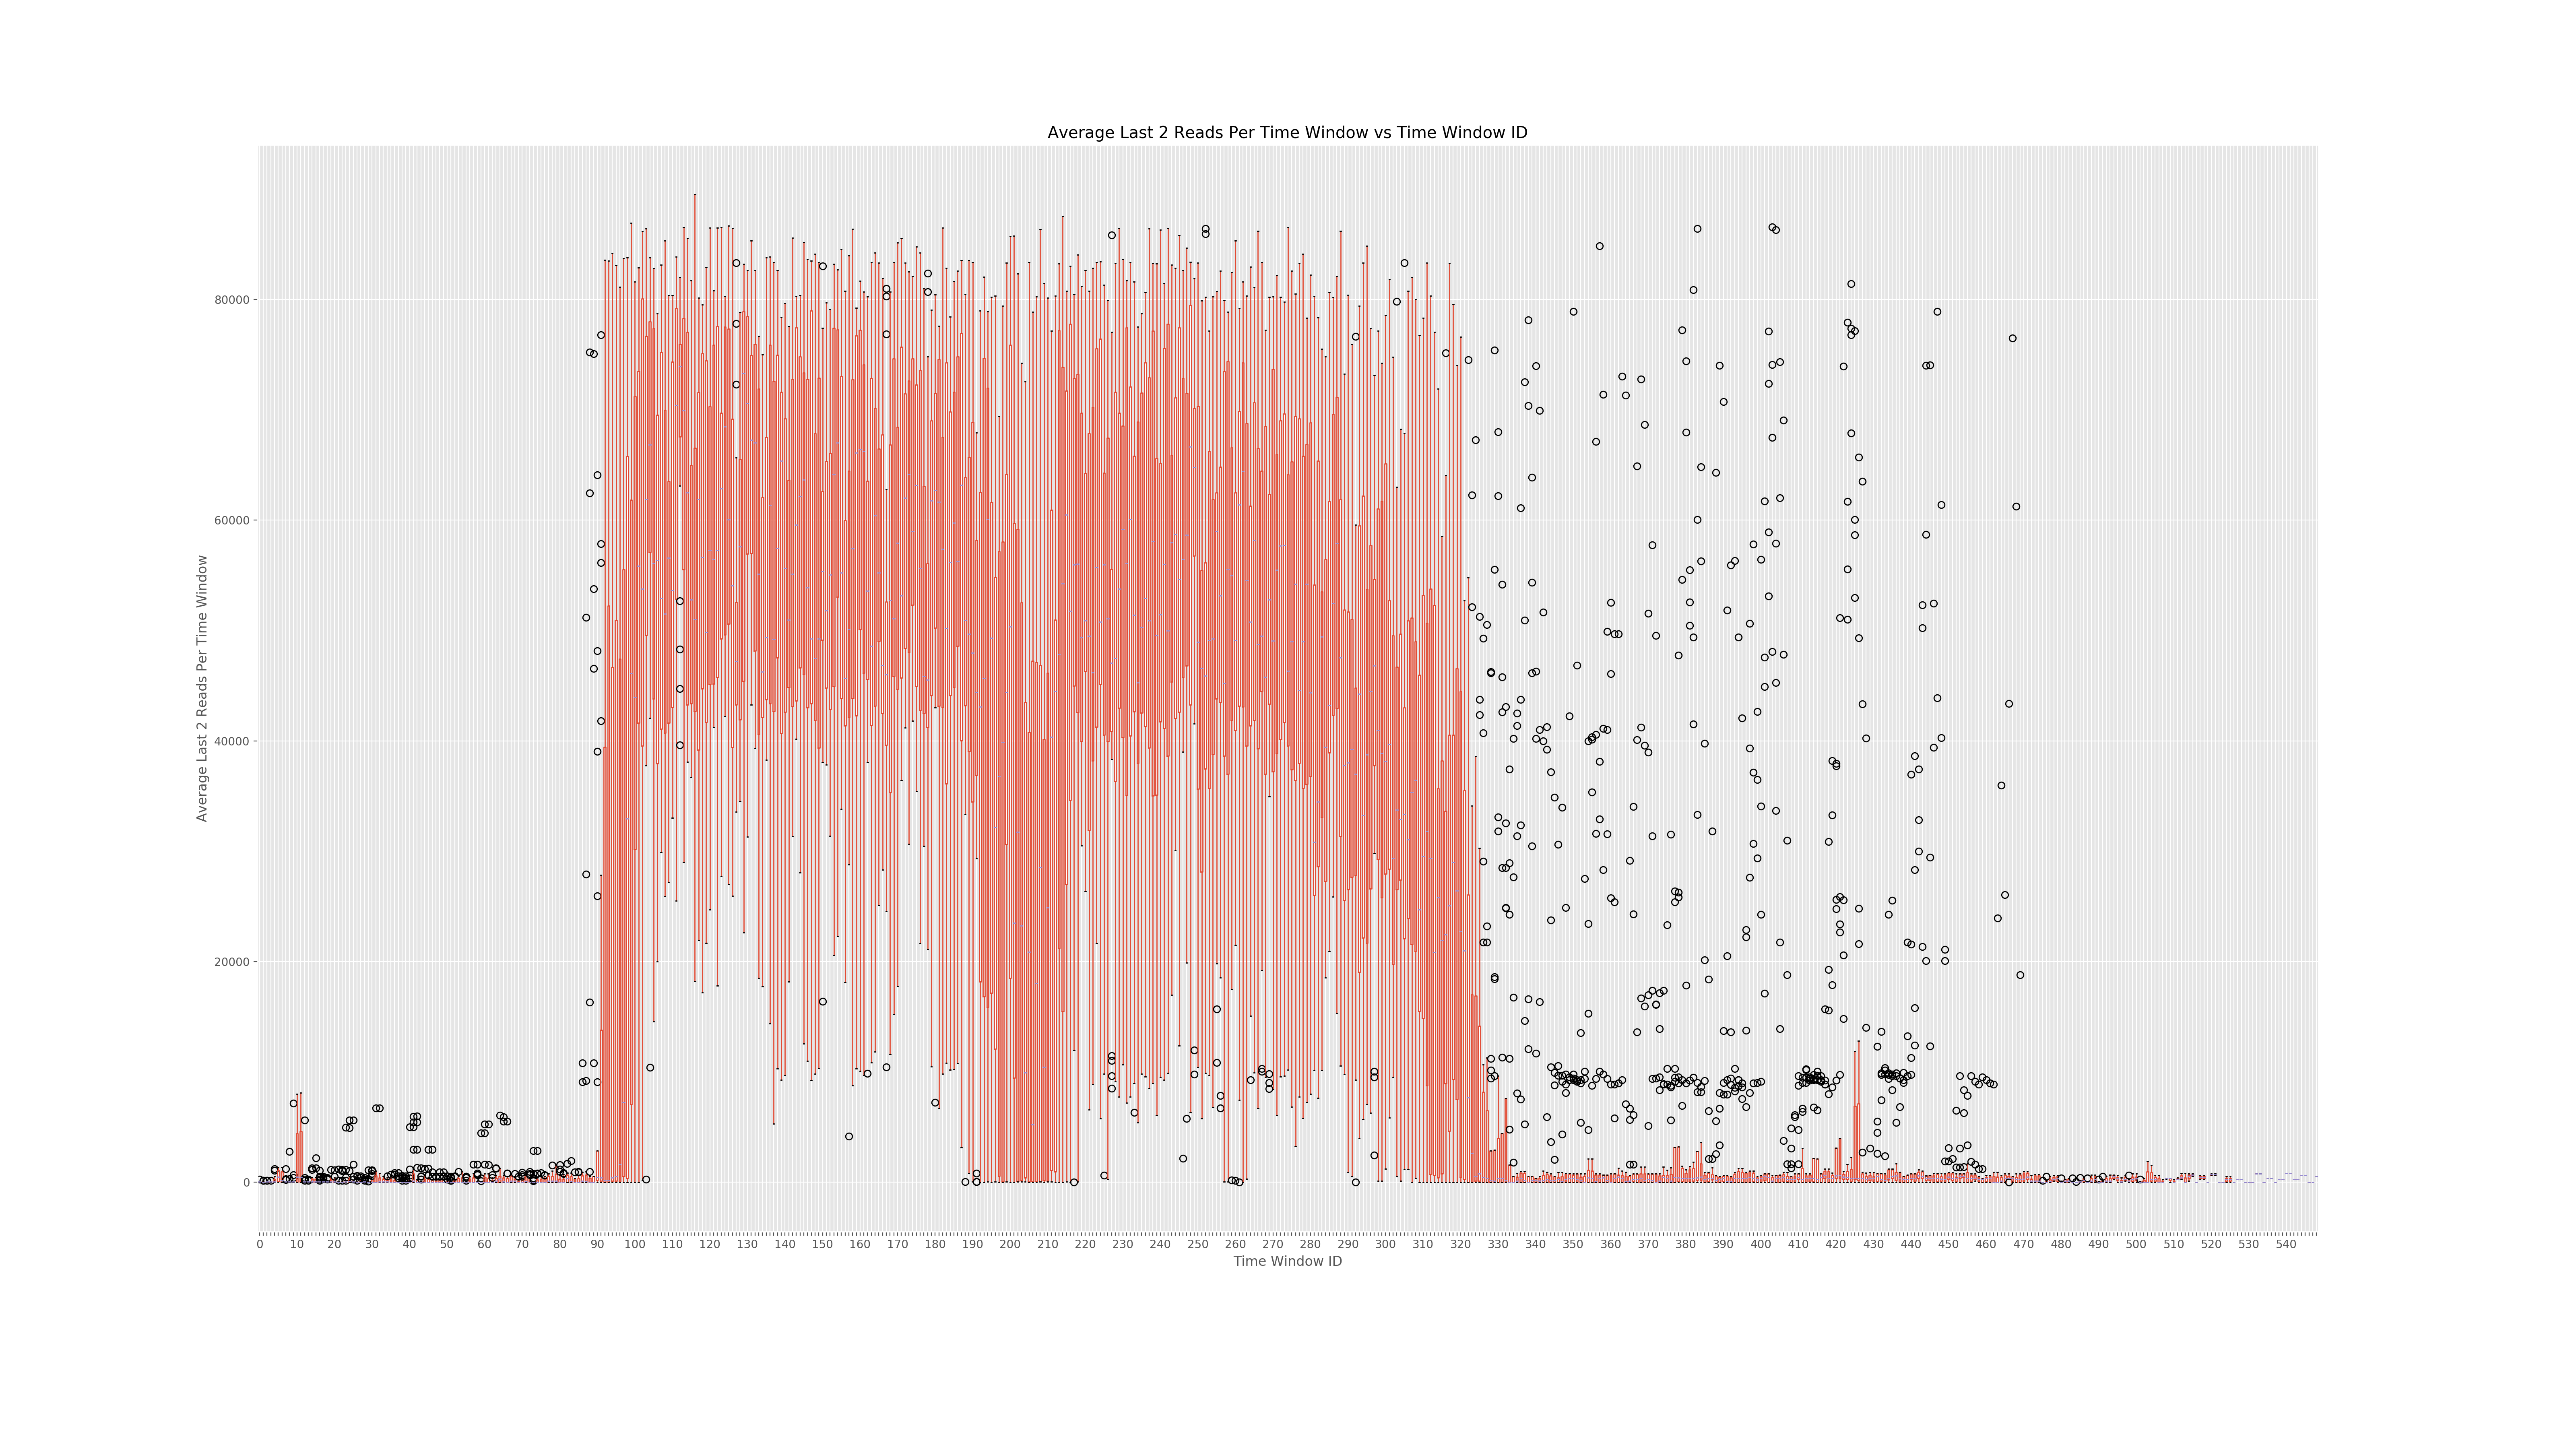 Average Last 2 Reads Per Time Window vs Time Window ID
Average Last 2 Reads Per Time Window
80000
60000
40000
20000
0
0 10 20 30 40 50 60 70 80 90 100 110 120 130 140 150 160 170 180 190 200 210 220 230 240 250 260 270 280 290 300 310 320 330 340 350 360 370 380 390 400 410 420 430 440 450 460 470 480 490 500 510 520 530 540
Time Window ID